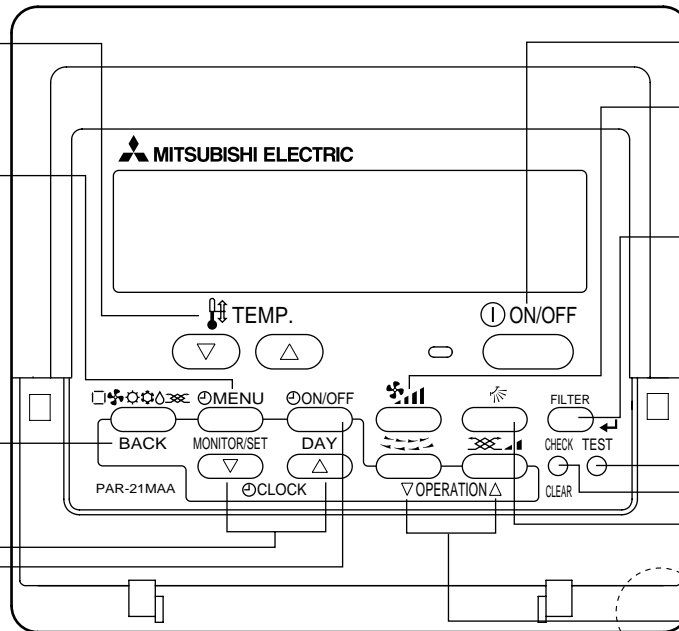 MITSUBISHI ELECTRIC
TEMP.
ON/OFF
MENU
ON/OFF
FILTER
BACK
MONITOR/SET
DAY
CHECK
TEST
PAR-21MAA
CLOCK
OPERATION
CLEAR